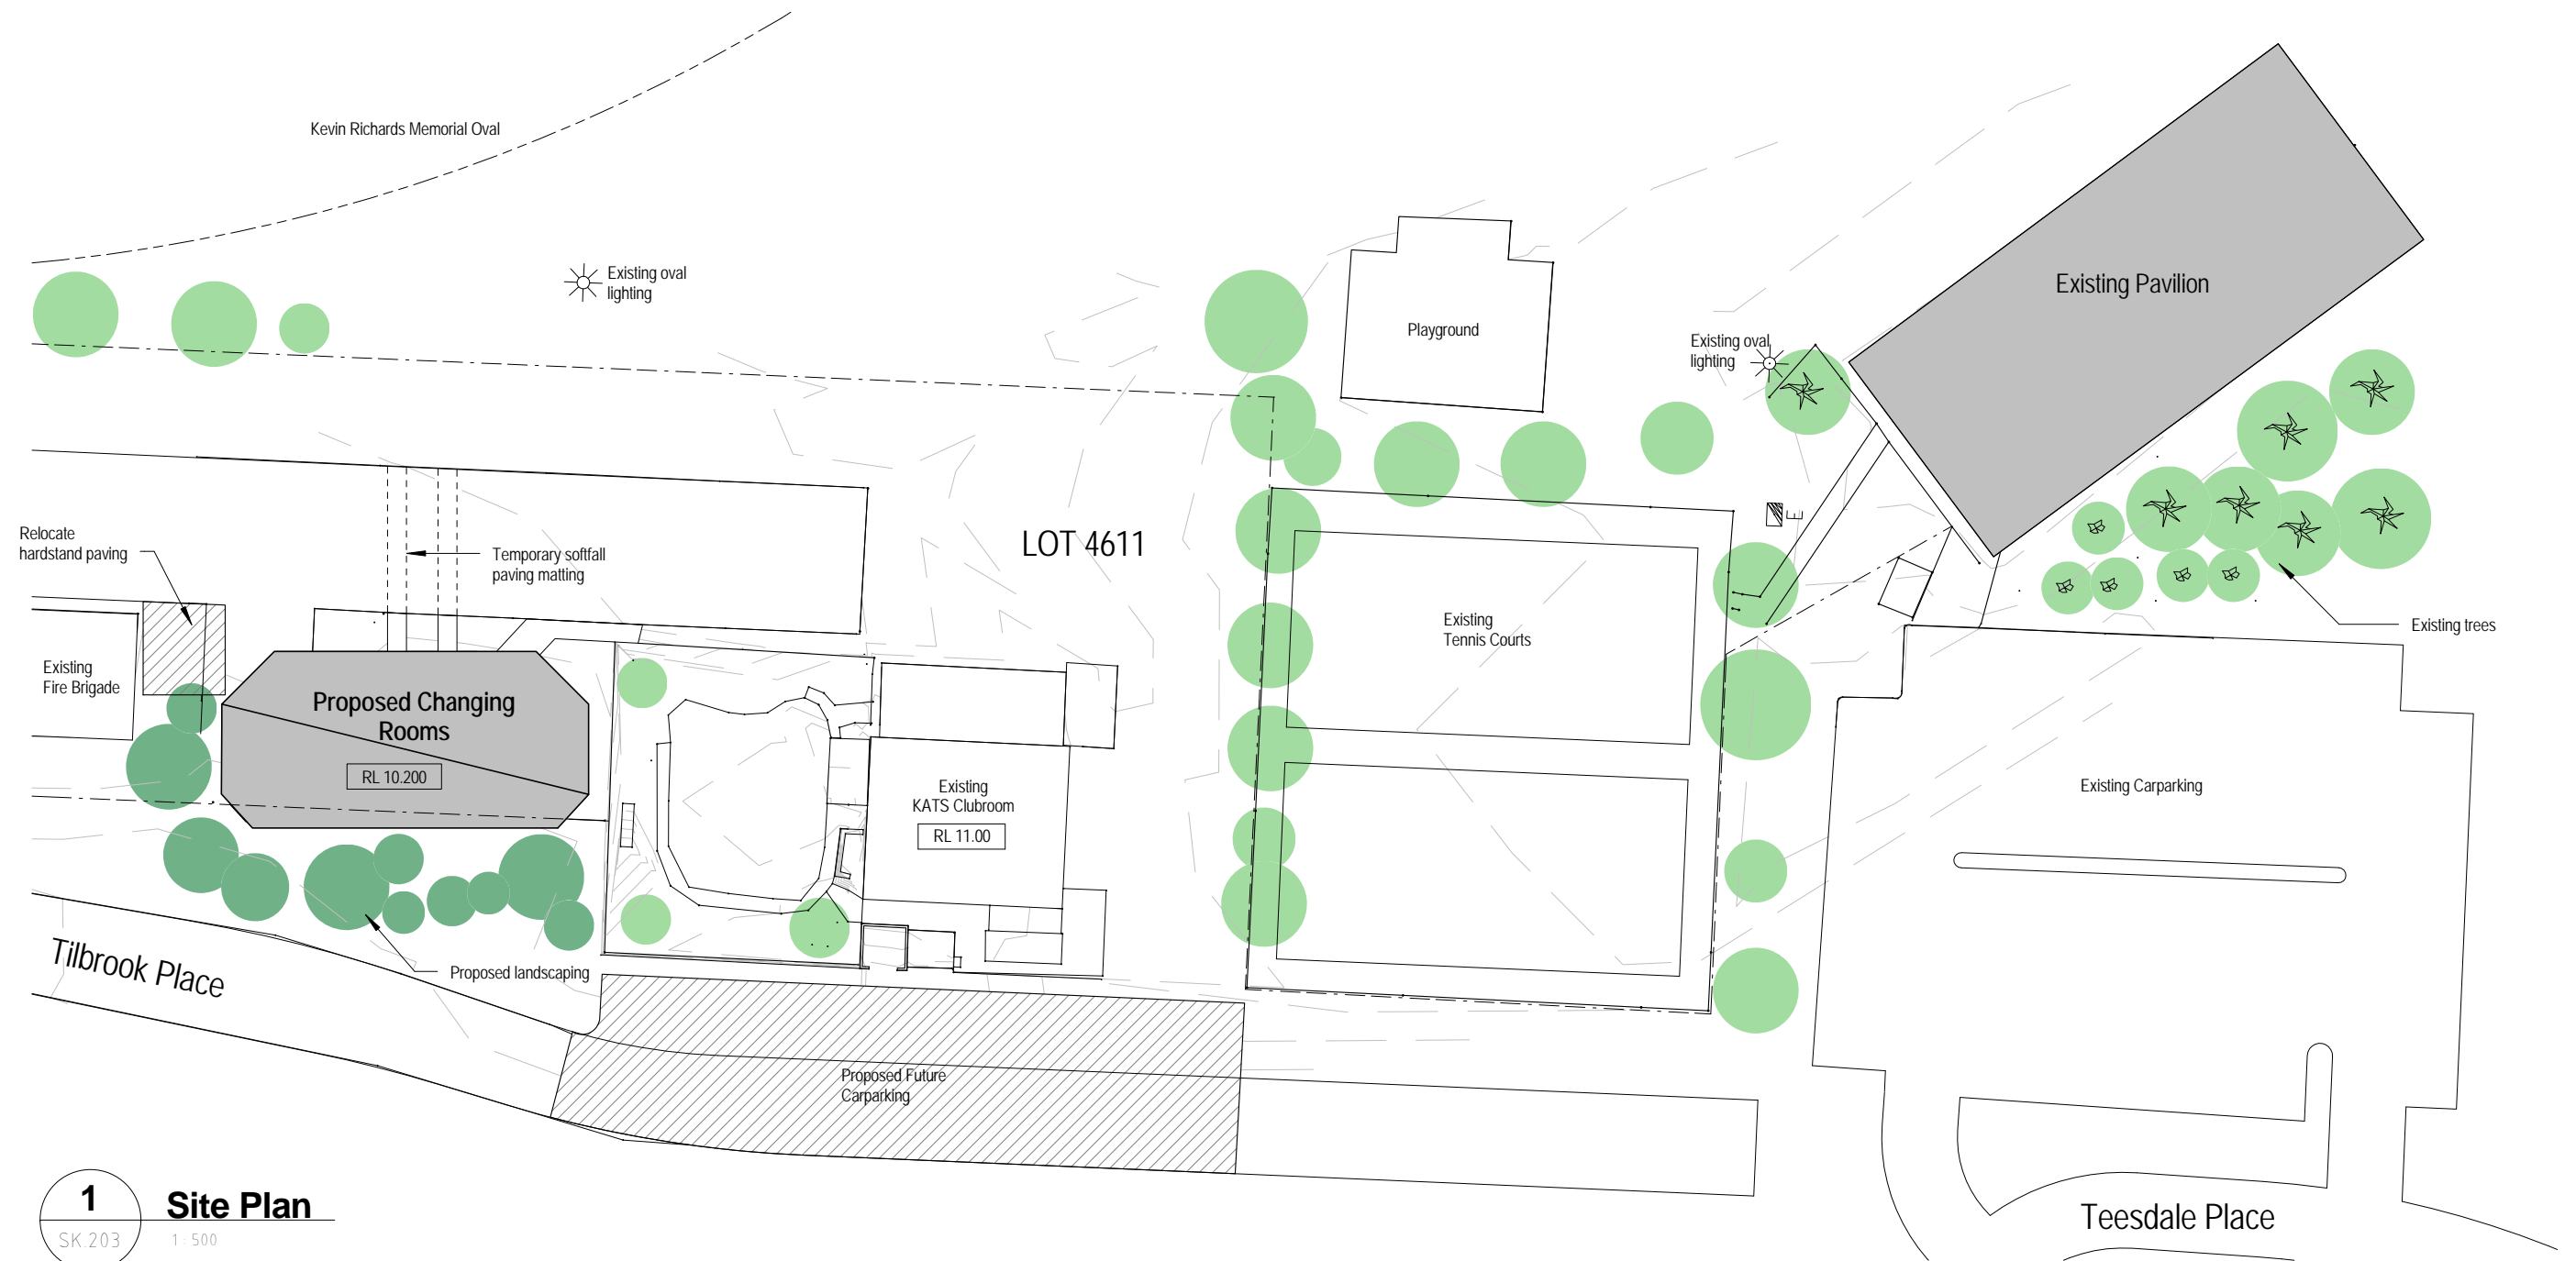 Kevin Richards Memorial Oval
Existing oval
lighting
Playground
Existing oval
lighting
Existing Pavilion
Relocate
hardstand paving
Temporary softfall
paving matting
LOT 4611
E
Existing
Tennis Courts
Existing trees
Existing
Fire Brigade
Proposed Changing
Rooms
RL 10.200
Existing
KATS Clubroom
RL 11.00
Existing Carparking
Tilbrook Place
Proposed landscaping
Proposed Future
Carparking
Teesdale Place
1
SK.203
Site Plan
1 : 500